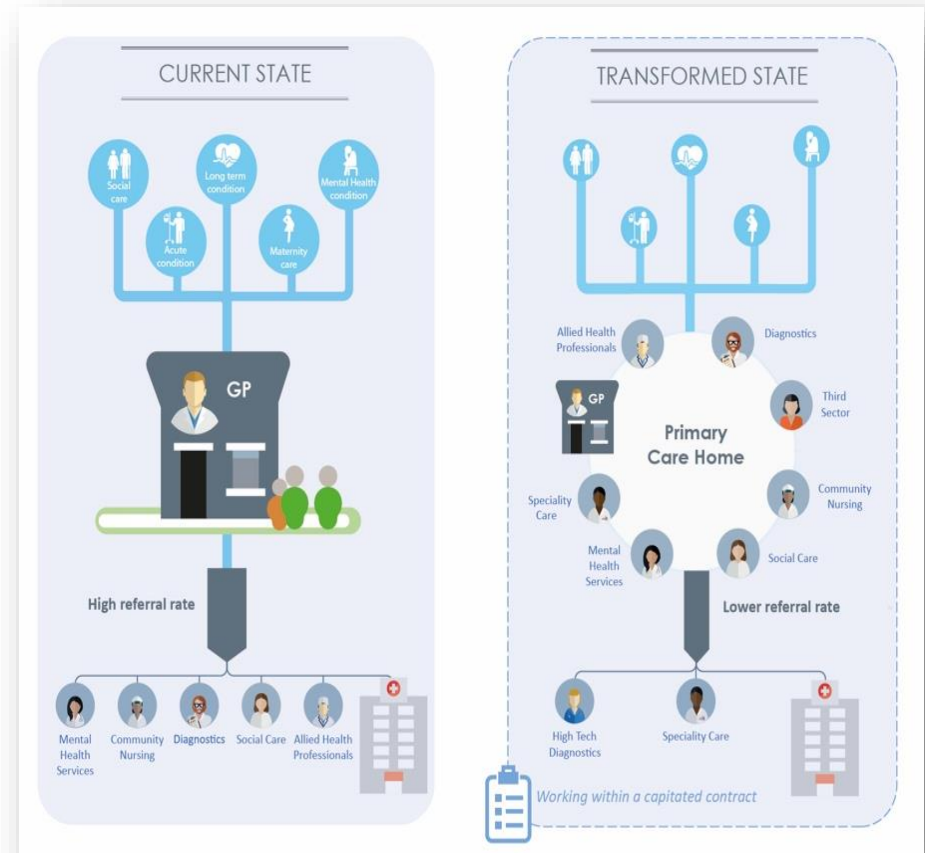 CURRENT STATE
Social
care
Long term
condition
Mental Health
condition
Acute
condition
Maternity
care
GP
High referral rate
Mental
Health
Services
Community
Nursing
Diagnostics
Social Care
Allied Health
Professionals
TRANSFORMED STATE
Allied Health
Professionals
Diagnostics
GP
Third
Sector
Primary
Care Home
Speciality
Care
Community
Nursing
Mental
Health
Services
Social Care
Lower referral rate
High Tech
Diagnostics
Speciality Care
Working within a capitated contract